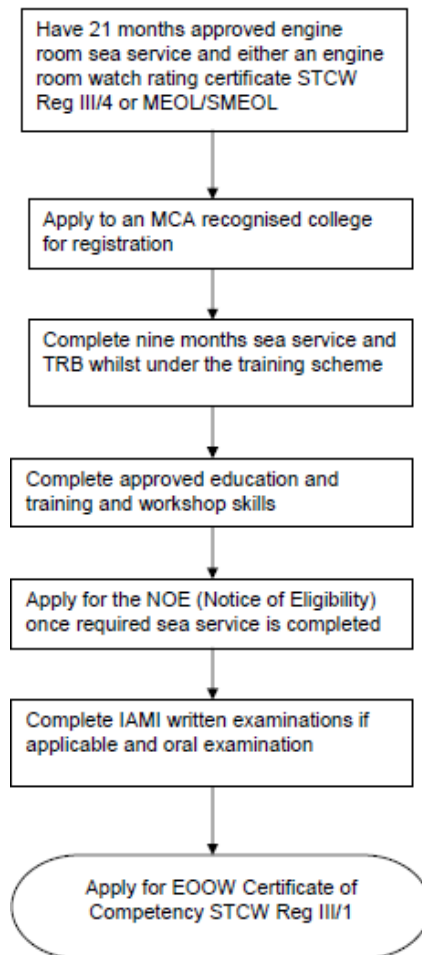 Have 21 months approved engine
room sea service and either an engine
room watch rating certificate STCW
Reg III/4 or MEOL/SMEOL
Apply to an MCA recognised college
for registration
Complete nine months sea service and
TRB whilst under the training scheme
Complete approved education and
training and workshop skills
Apply for the NOE (Notice of Eligibility)
once required sea service is completed
Complete IAMI written examinations if
applicable and oral examination
Apply for EOOW Certificate of
Competency STCW Reg III/1